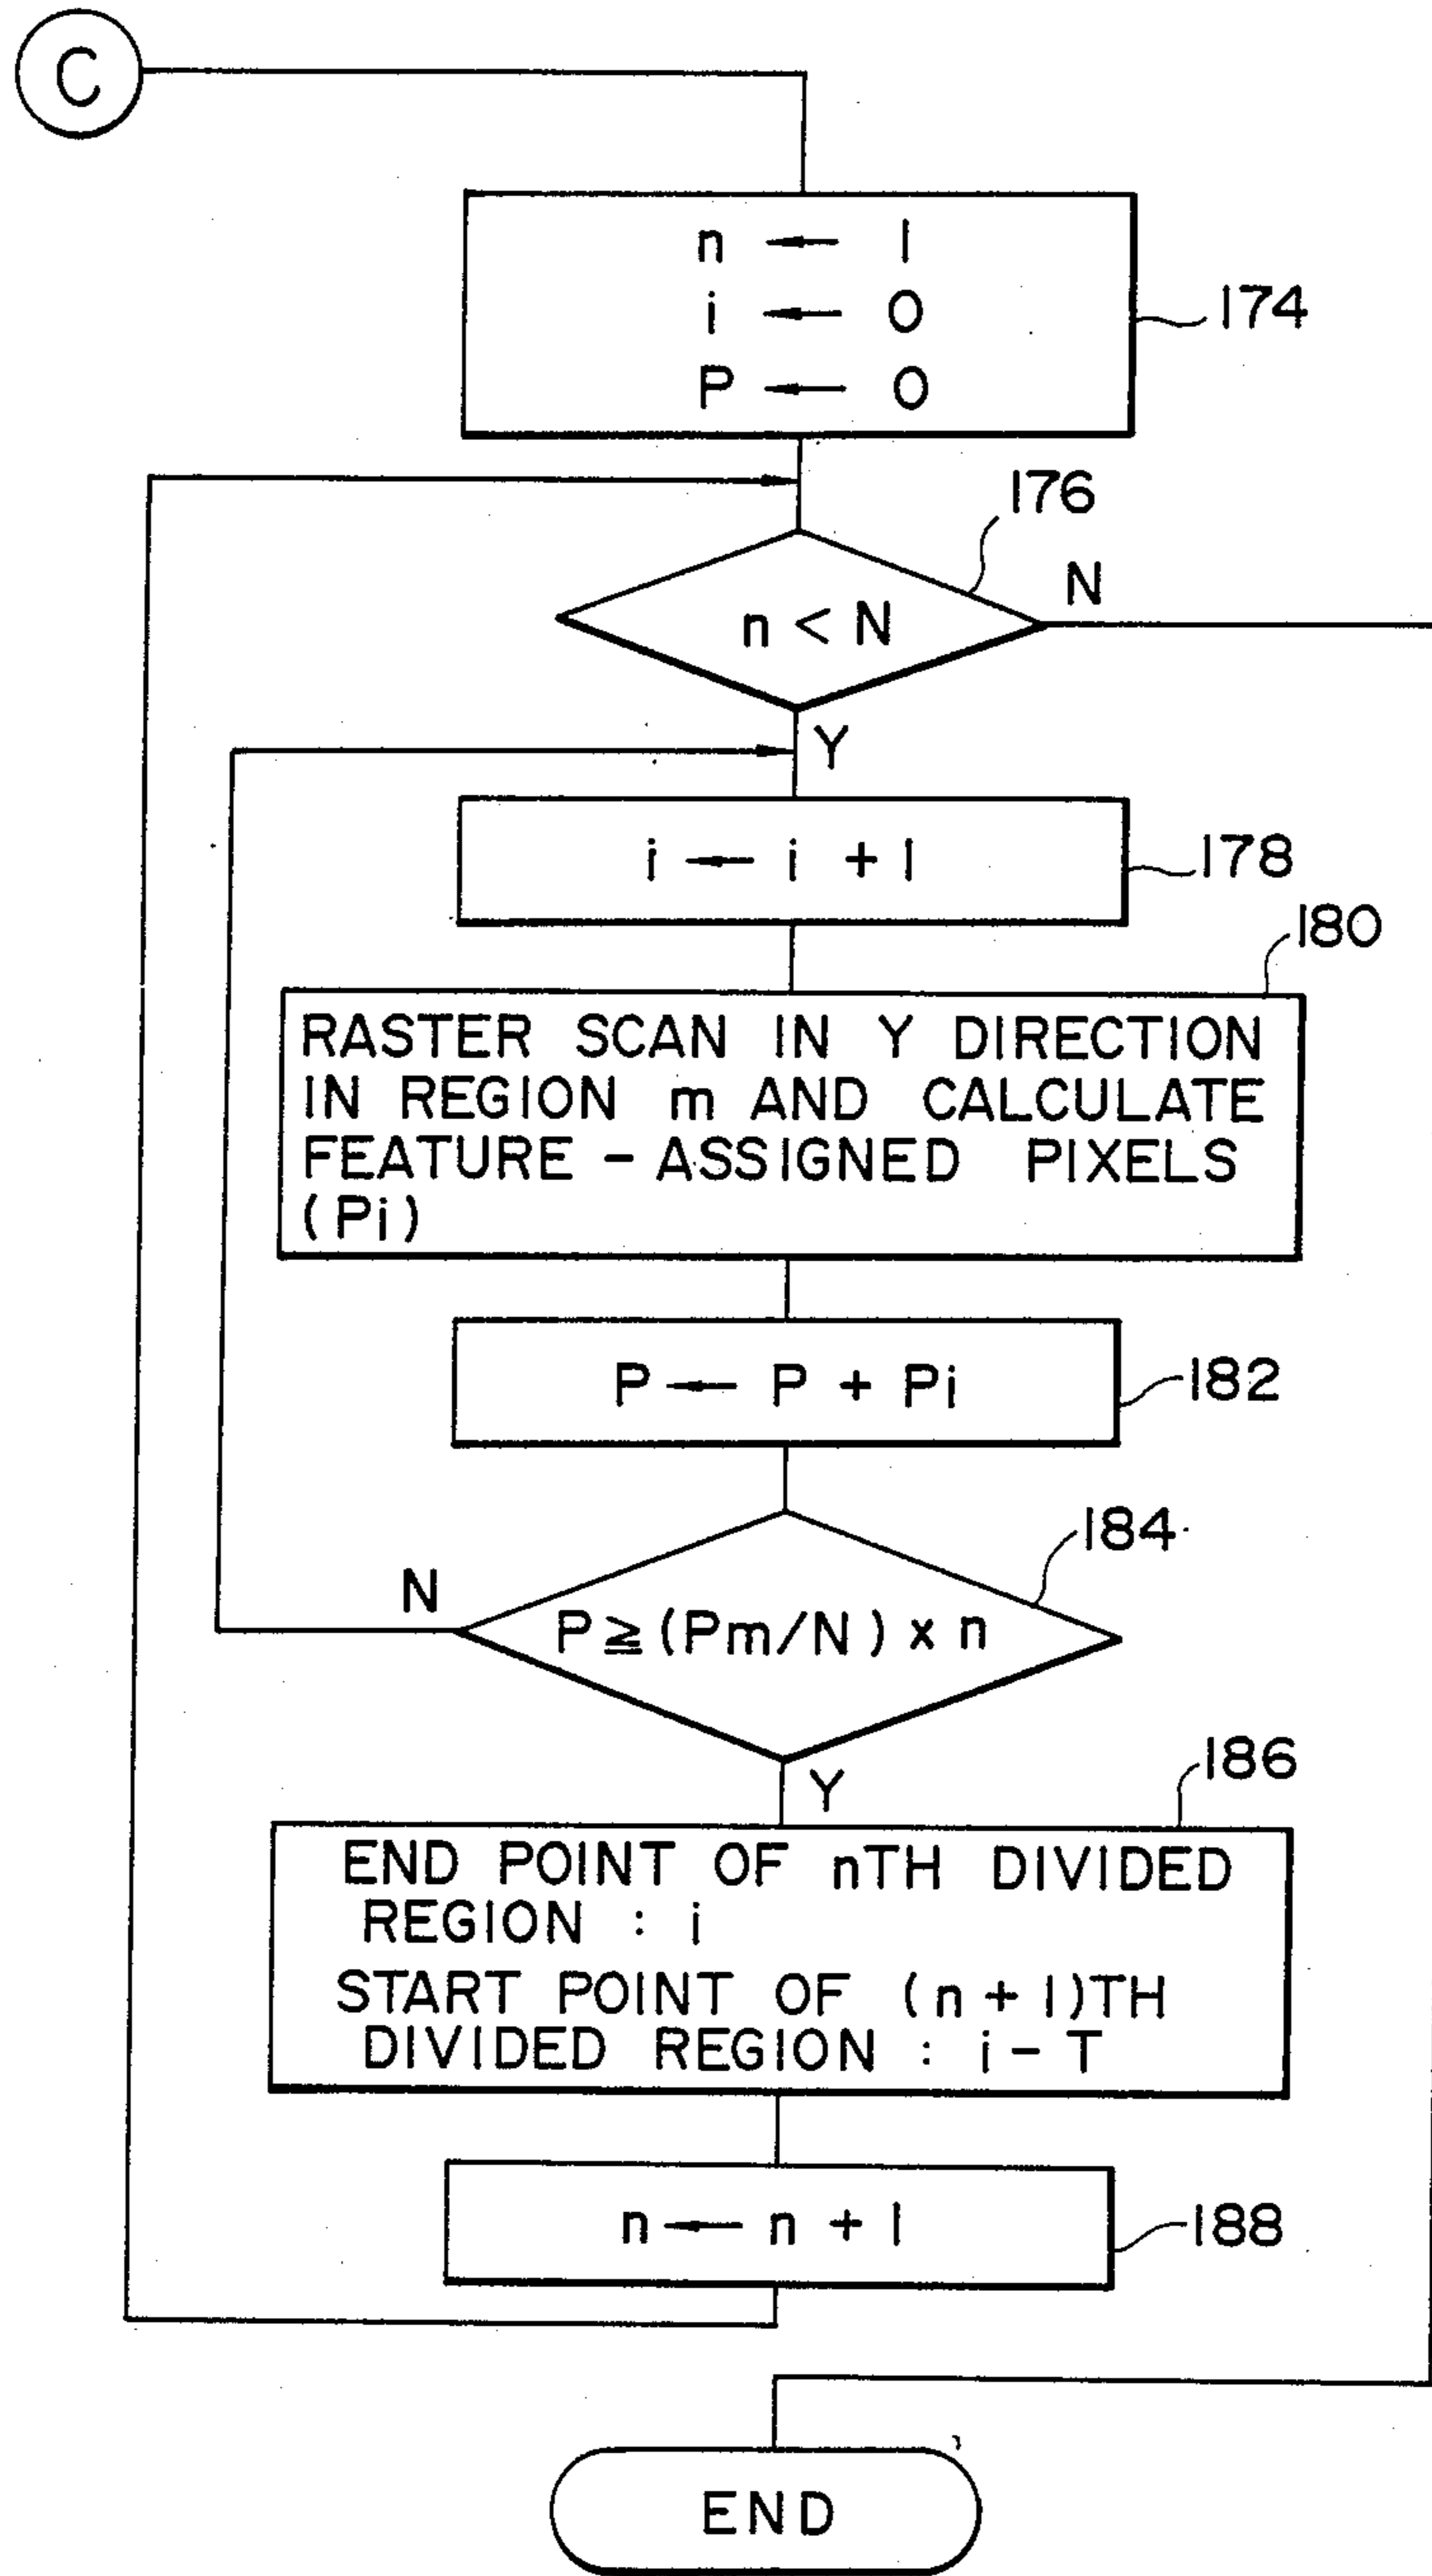 C
n ← 1
i ← 0
P ← 0
174
176
n < N
N
Y
i ← i + 1
178
180
RASTER SCAN IN Y DIRECTION
IN REGION m AND CALCULATE
FEATURE - ASSIGNED PIXELS
(Pi)
P ← P + Pi
182
184
N
P ≧ (Pm/N) x n
Y
186
END POINT OF nTH DIVIDED
REGION : i
START POINT OF (n + 1)TH
DIVIDED REGION : i - T
n ← n + 1
188
END